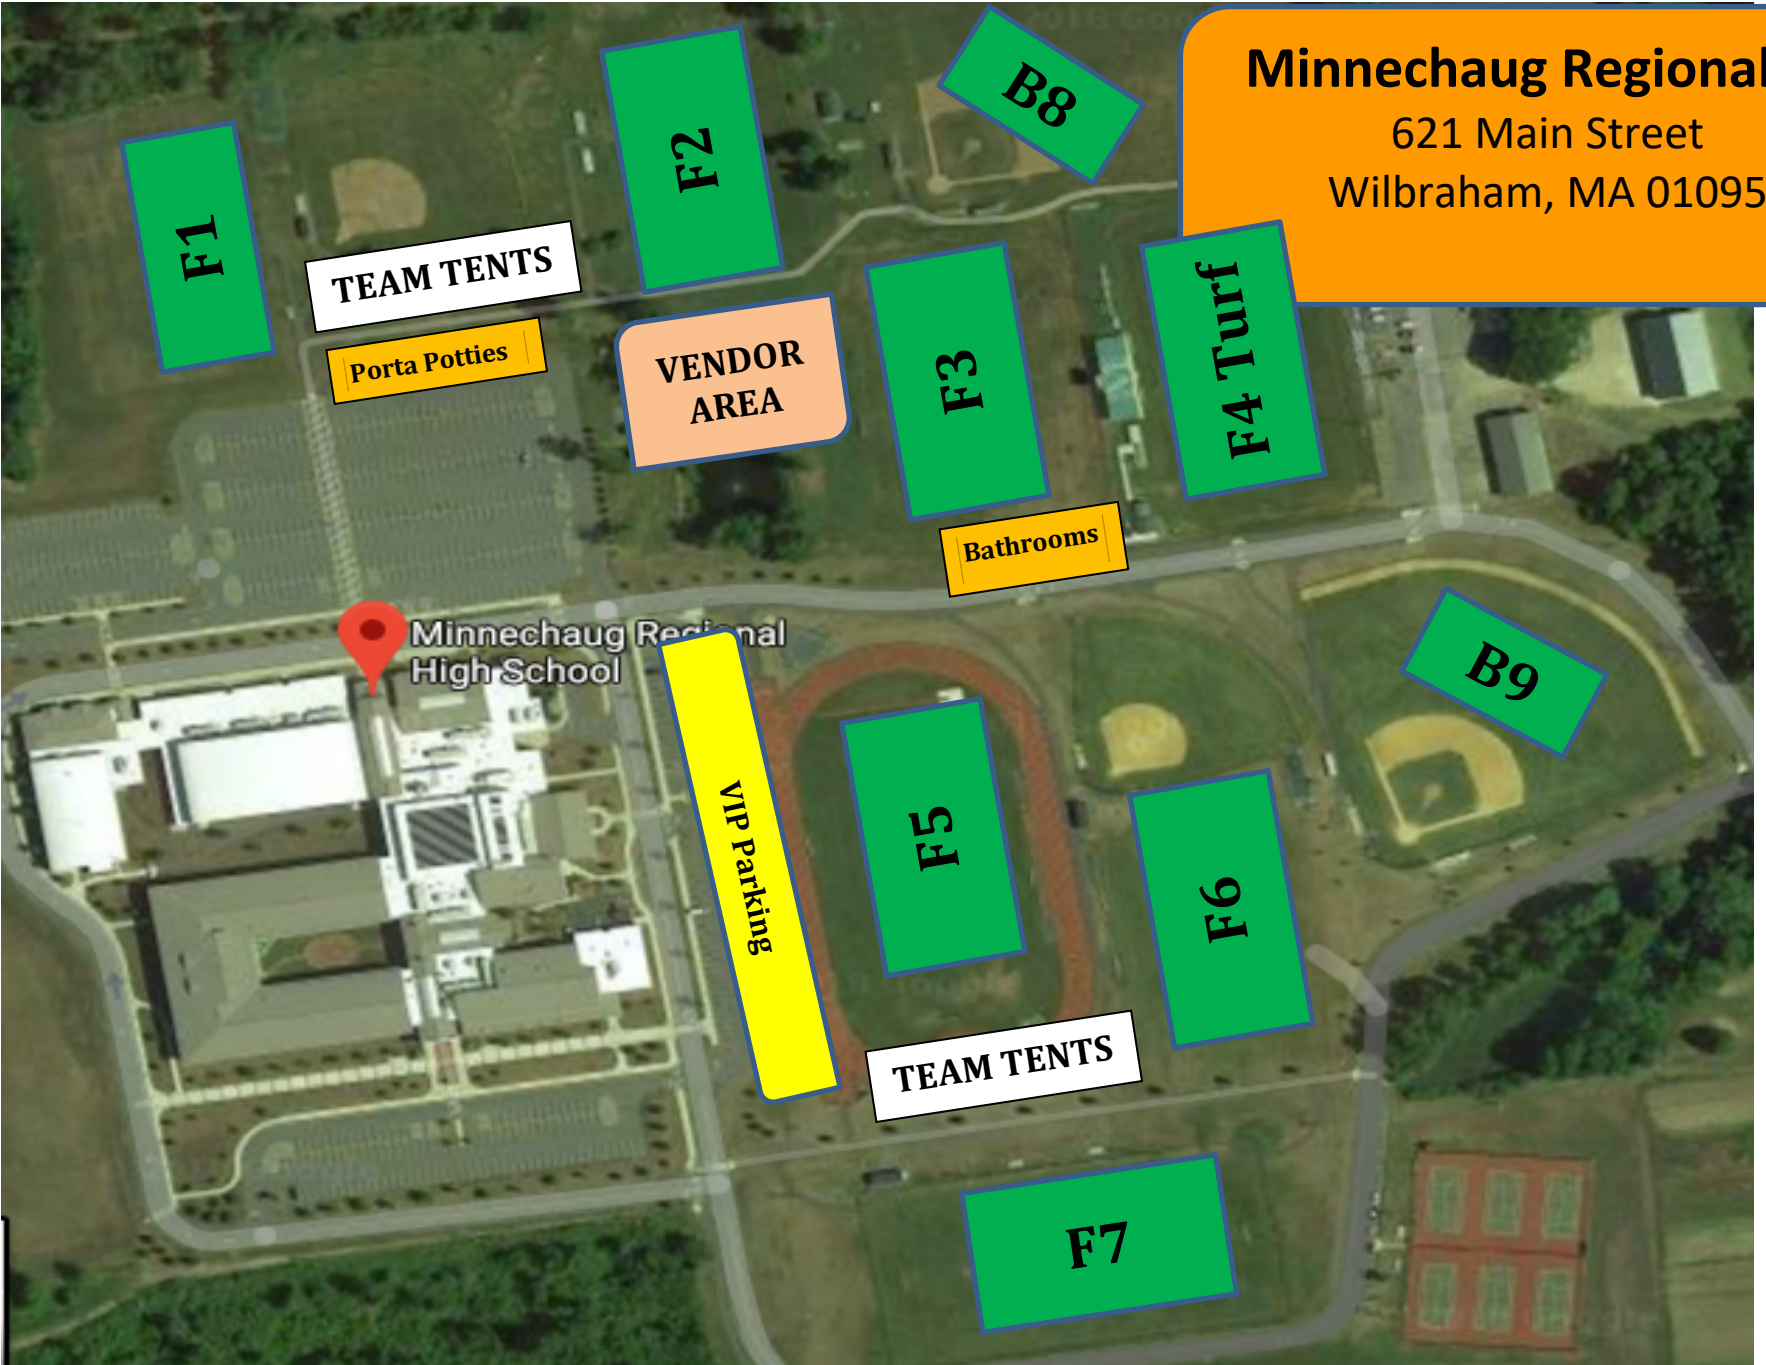 Minnechaug Regional
621 Main Street
Wilbraham, MA 01095
B8
F2
F1
TEAM TENTS
Porta Potties
VENDOR
AREA
F3
F4 Turf
Bathrooms
Minnechaug Regional
High School
B9
VIP Parking
F5
F6
TEAM TENTS
F7